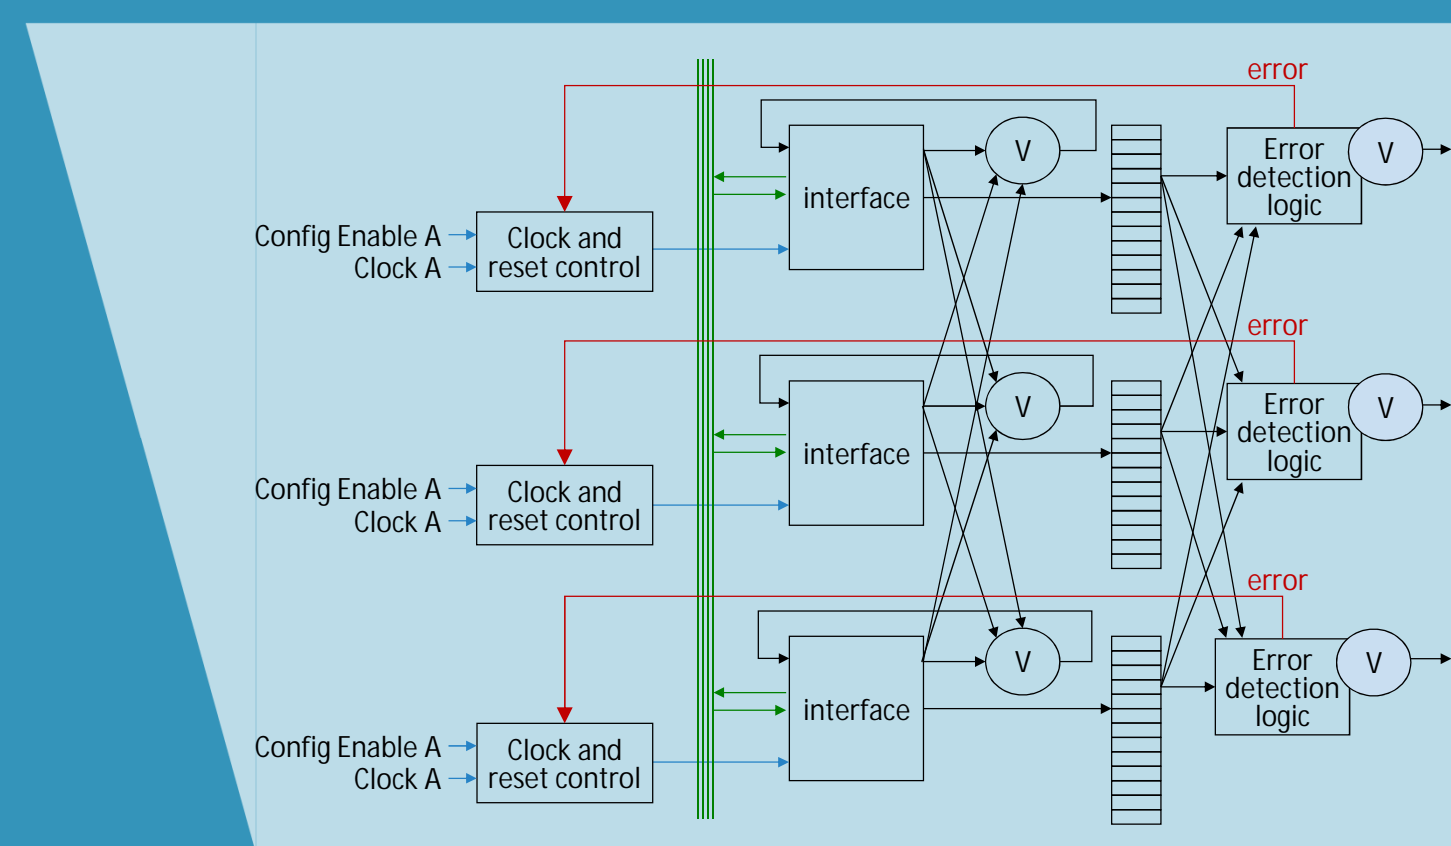 error
Error
detection
logic
V
V
interface
Config Enable A
Clock A
Clock and
reset control
error
Error
detection
logic
V
V
interface
Config Enable A
Clock A
Clock and
reset control
error
Error
detection
logic
V
V
interface
Config Enable A
Clock A
Clock and
reset control